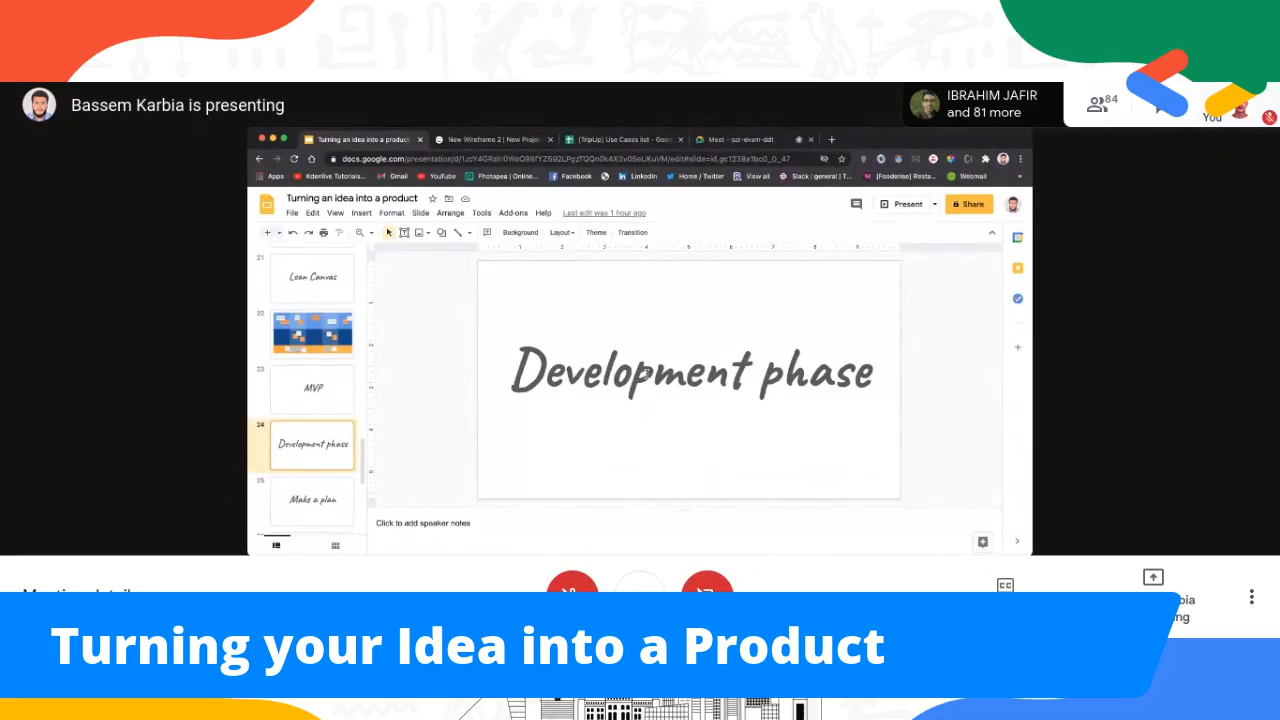 Bassem Karbia is presenting
IBRAHIM JAFIR
and 81 more
84
You
Turning an idea into a product
New Wireframe 2 | New Projec
[TripUp] Use Cases list - Goog
Meet – ozr-evsm-ddt
Apps
Kdenlive Tutorials...
Gmail
YouTube
Photopea | Online...
Facebook
LinkedIn
Home / Twitter
View all
Slack | general | T...
[Fooderise] Resta...
Webmail
Turning an idea into a product
File Edit View Insert Format Slide Arrange Tools Add-ons Help Last edit was 1 hour ago
Present
Share
Background Layout Theme Transition
21
Lean Canvas
22
23
MVP
24
Development phase
25
Make a plan
Development phase
Click to add speaker notes
Turning your Idea into a Product